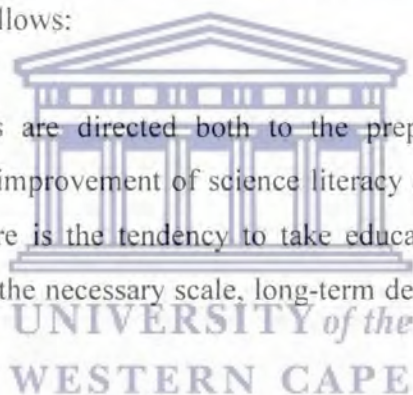 llows:
s are directed both to the prep
improvement of science literacy
re is the tendency to take educa
the necessary scale, long-term de
UNIVERSITY of the
WESTERN CAPE